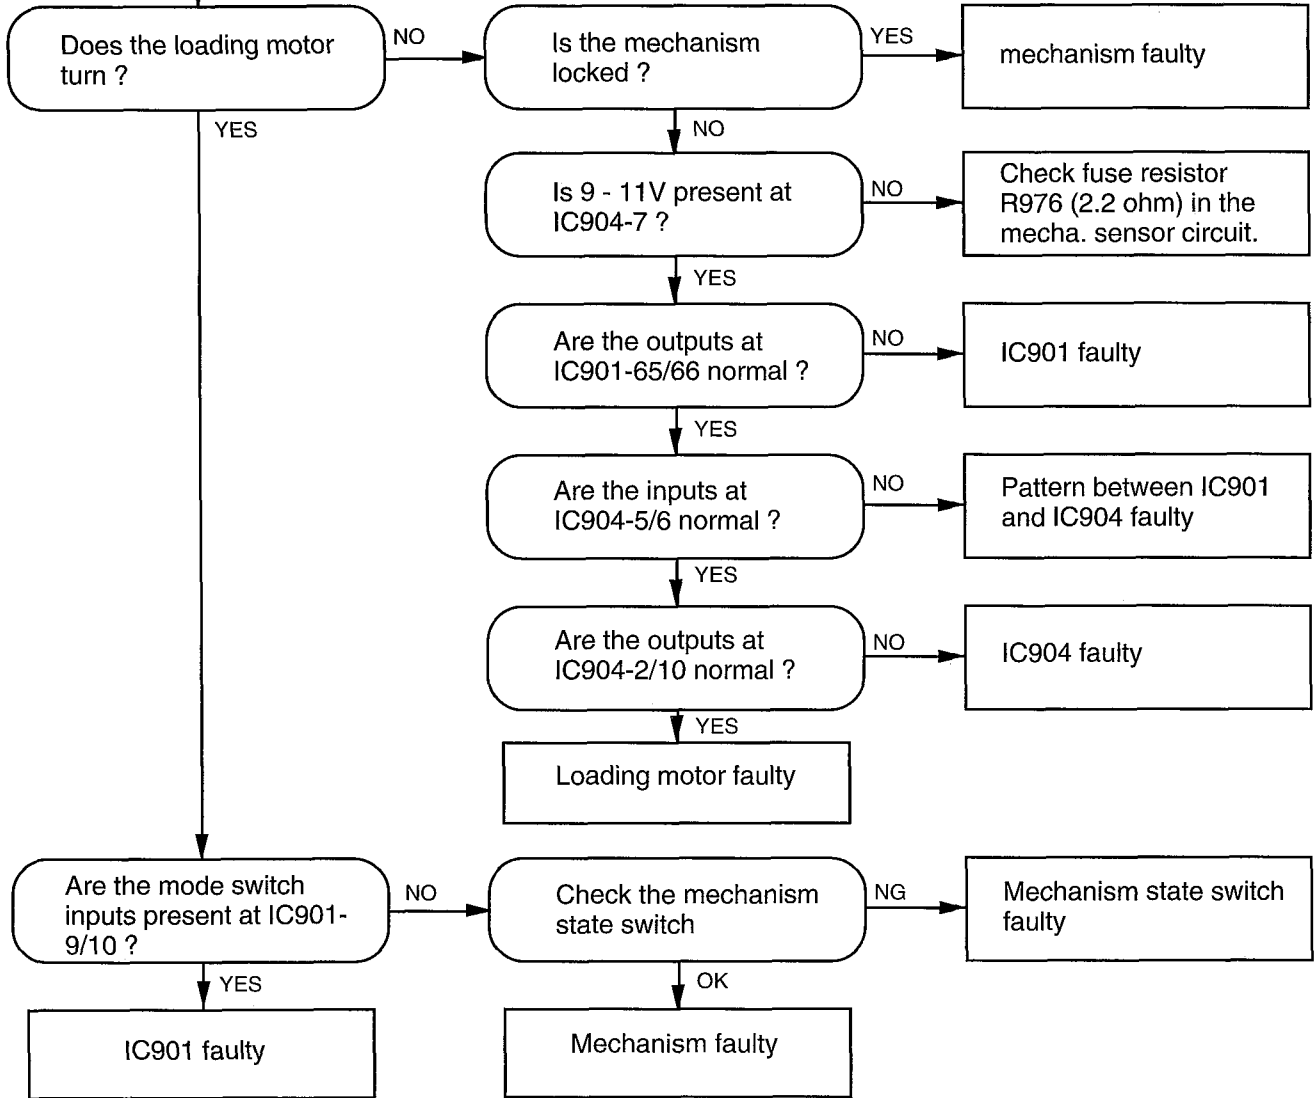 Does the loading motor
turn ?
NO
Is the mechanism
locked ?
YES
mechanism faulty
YES
NO
Is 9 - 11V present at
IC904-7 ?
NO
Check fuse resistor
R976 (2.2 ohm) in the
mecha. sensor circuit.
YES
Are the outputs at
IC901-65/66 normal ?
NO
IC901 faulty
YES
Are the inputs at
IC904-5/6 normal ?
NO
Pattern between IC901
and IC904 faulty
YES
Are the outputs at
IC904-2/10 normal ?
NO
IC904 faulty
YES
Loading motor faulty
Are the mode switch
inputs present at IC901-
9/10 ?
NO
Check the mechanism
state switch
NG
Mechanism state switch
faulty
YES
OK
IC901 faulty
Mechanism faulty